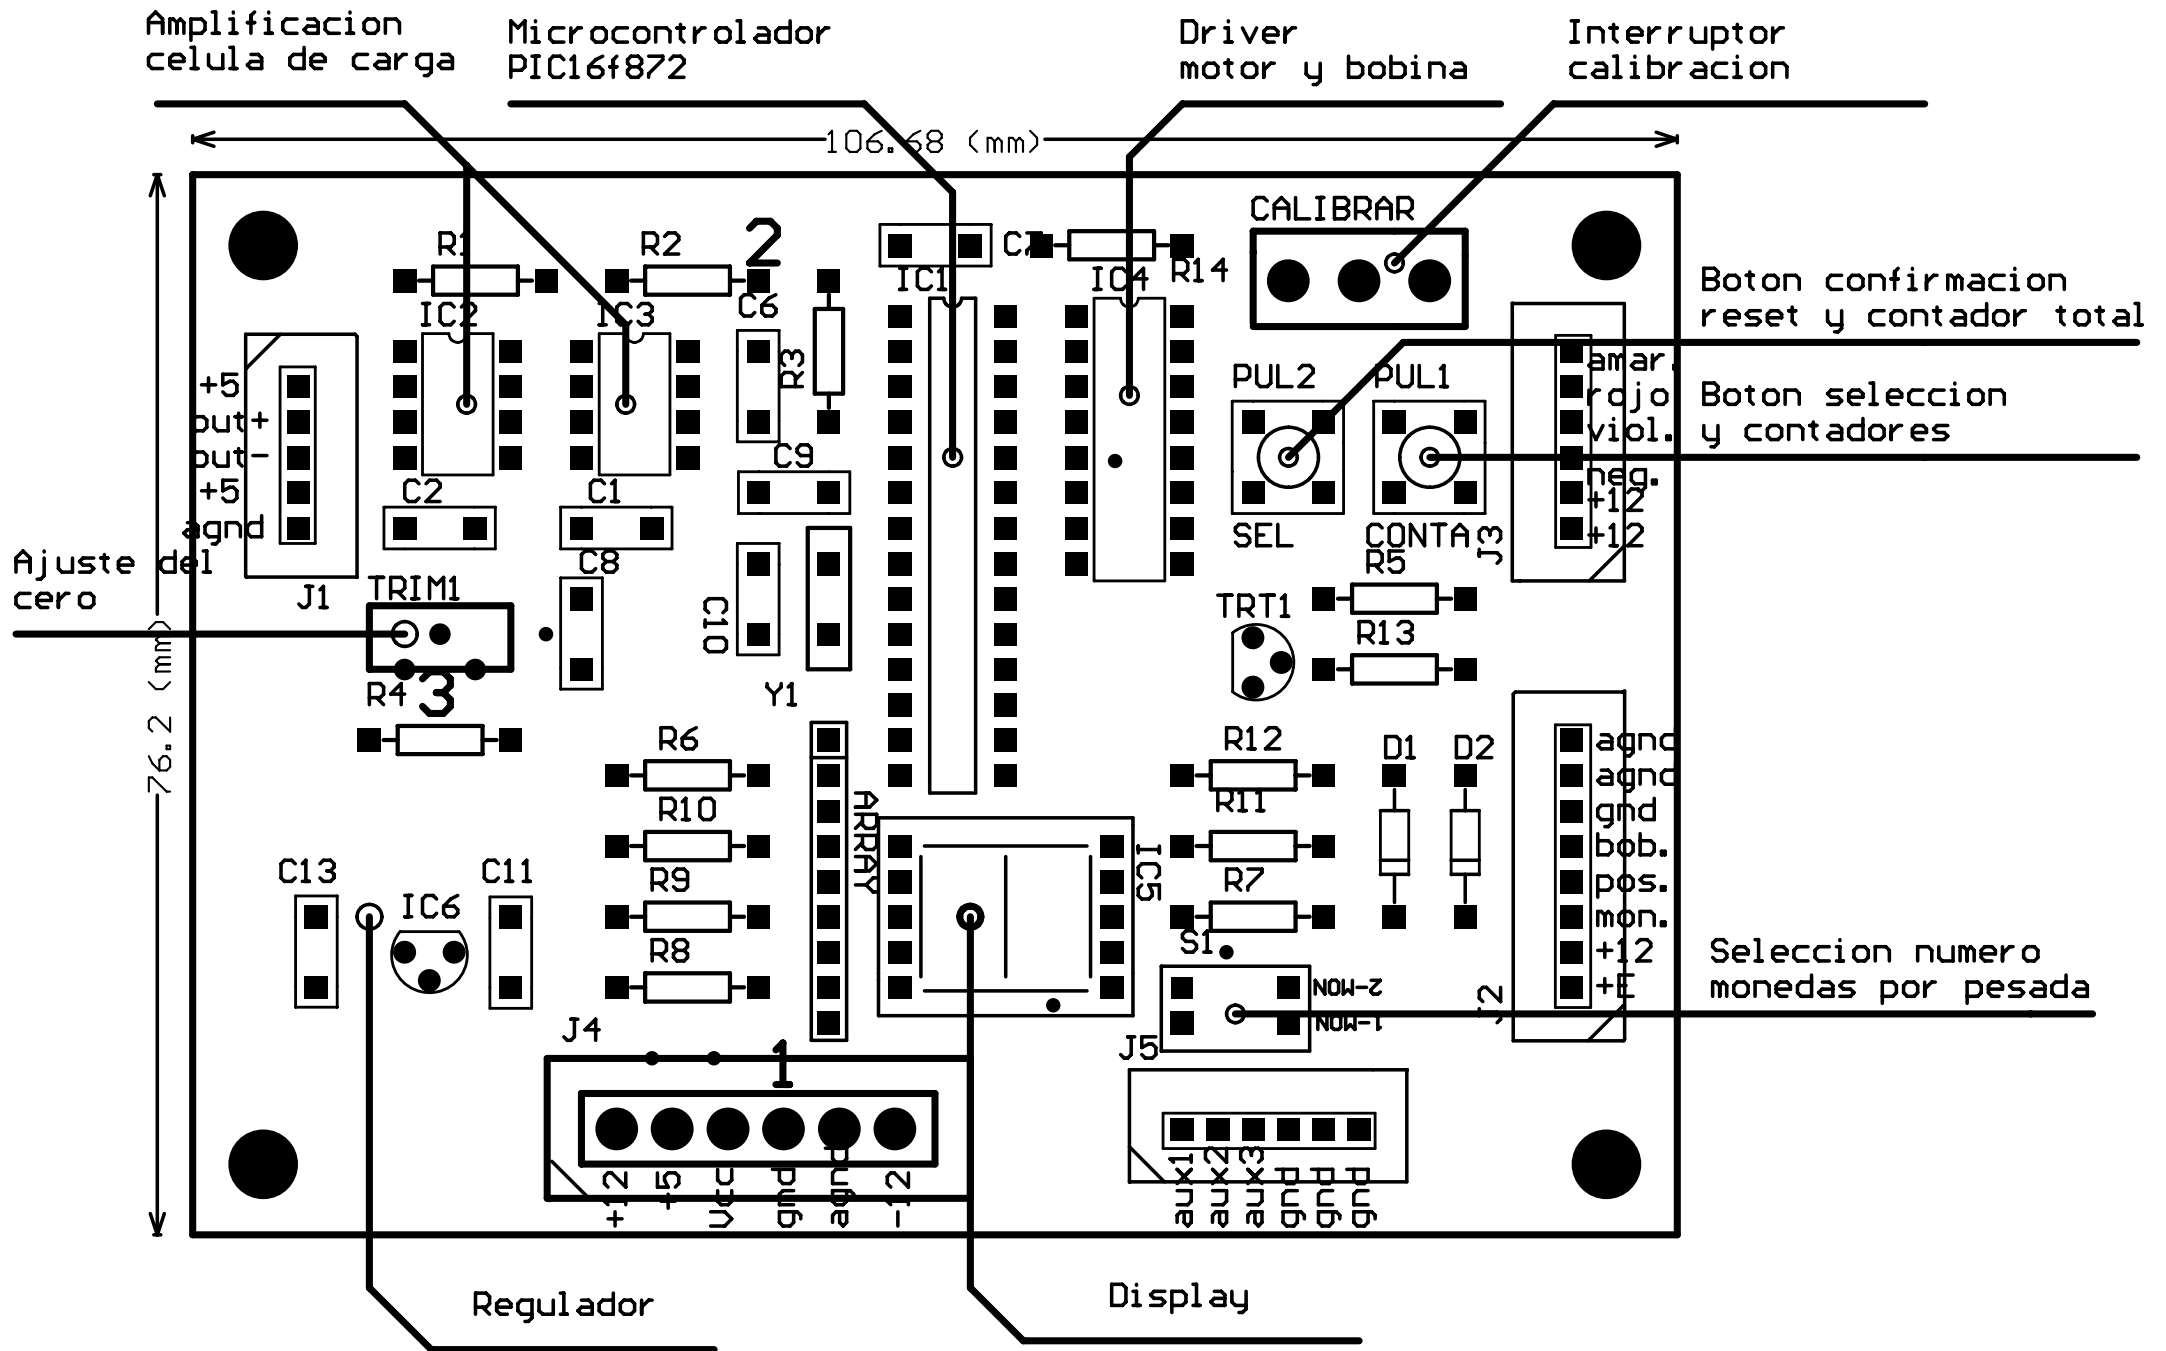 Amplificacion
celula de carga
Microcontrolador
PIC16f872
Driver
motor y bobina
Interruptor
calibracion
106.68 (mm)
CALIBRAR
R1
R2
2
C7
R14
IC1
IC4
IC2
IC3
C6
R3
Boton confirmacion
reset y contador total
PUL2
PUL1
amar.
rojo
viol.
neg.
+12
+12
Boton seleccion
y contadores
+5
out+
out-
+5
agnd
C9
C2
C1
SEL
CONTA
J3
Ajuste del
cero
J1
TRIM1
C8
C10
R5
TRT1
R13
76.2 (mm)
R4
3
Y1
R6
R12
D1
D2
agnd
agnd
gnd
bob.
pos.
mon.
+12
+E
R10
ARRAY
R11
C13
C11
R9
IC5
R7
IC6
R8
S1
2-MON
1-MON
J2
Seleccion numero
monedas por pesada
J4
J5
1
+12
+5
Vcc
gnd
agnd
-12
aux1
aux2
aux3
gnd
gnd
gnd
Regulador
Display